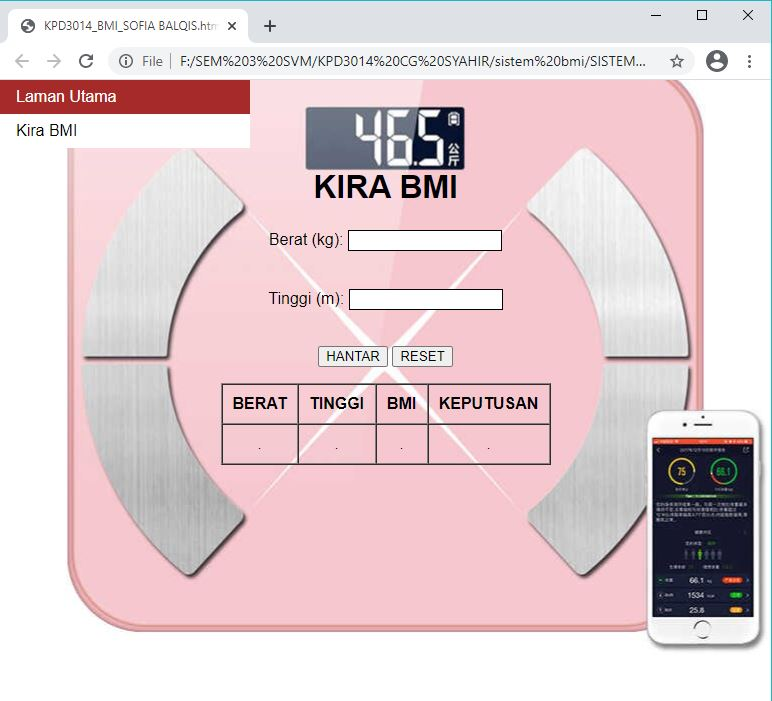 KPD3014_BMI_SOFIA BALQIS.htm
File | F:/SEM%203%20SVM/KPD3014%20CG%20SYAHIR/sistem%20bmi/SISTEM...
Laman Utama
Kira BMI
46.5 公斤
KIRA BMI
Berat (kg):
Tinggi (m):
HANTAR RESET
BERAT TINGGI BMI KEPUTUSAN
. . . .
75 66.1
66.1 kg
1534
25.8